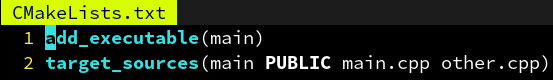 CMakeLists.txt
1 add_executable(main)
2 target_sources(main PUBLIC main.cpp other.cpp)